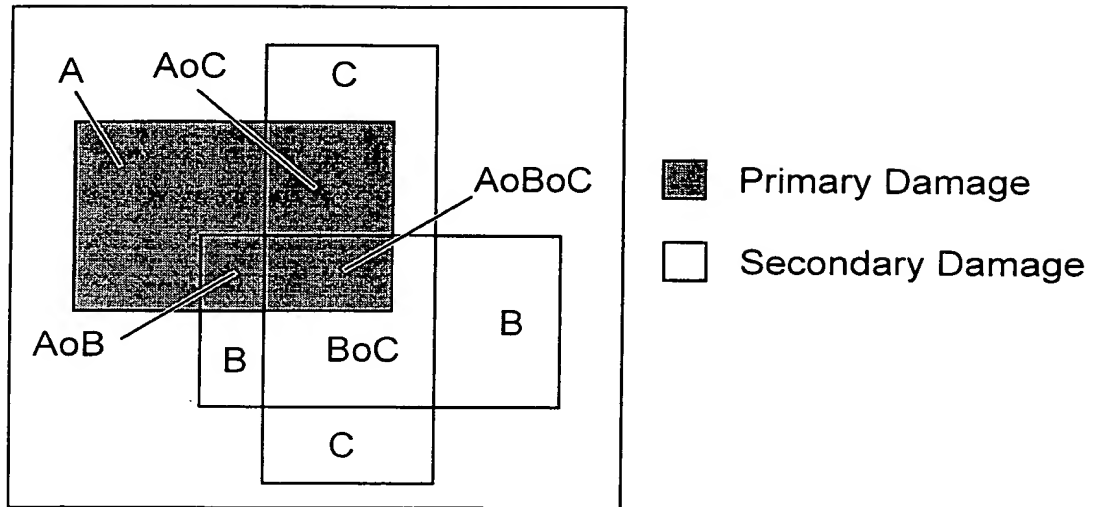 A
AoC
C
AoBoC
Primary Damage
Secondary Damage
AoB
B
BoC
B
C